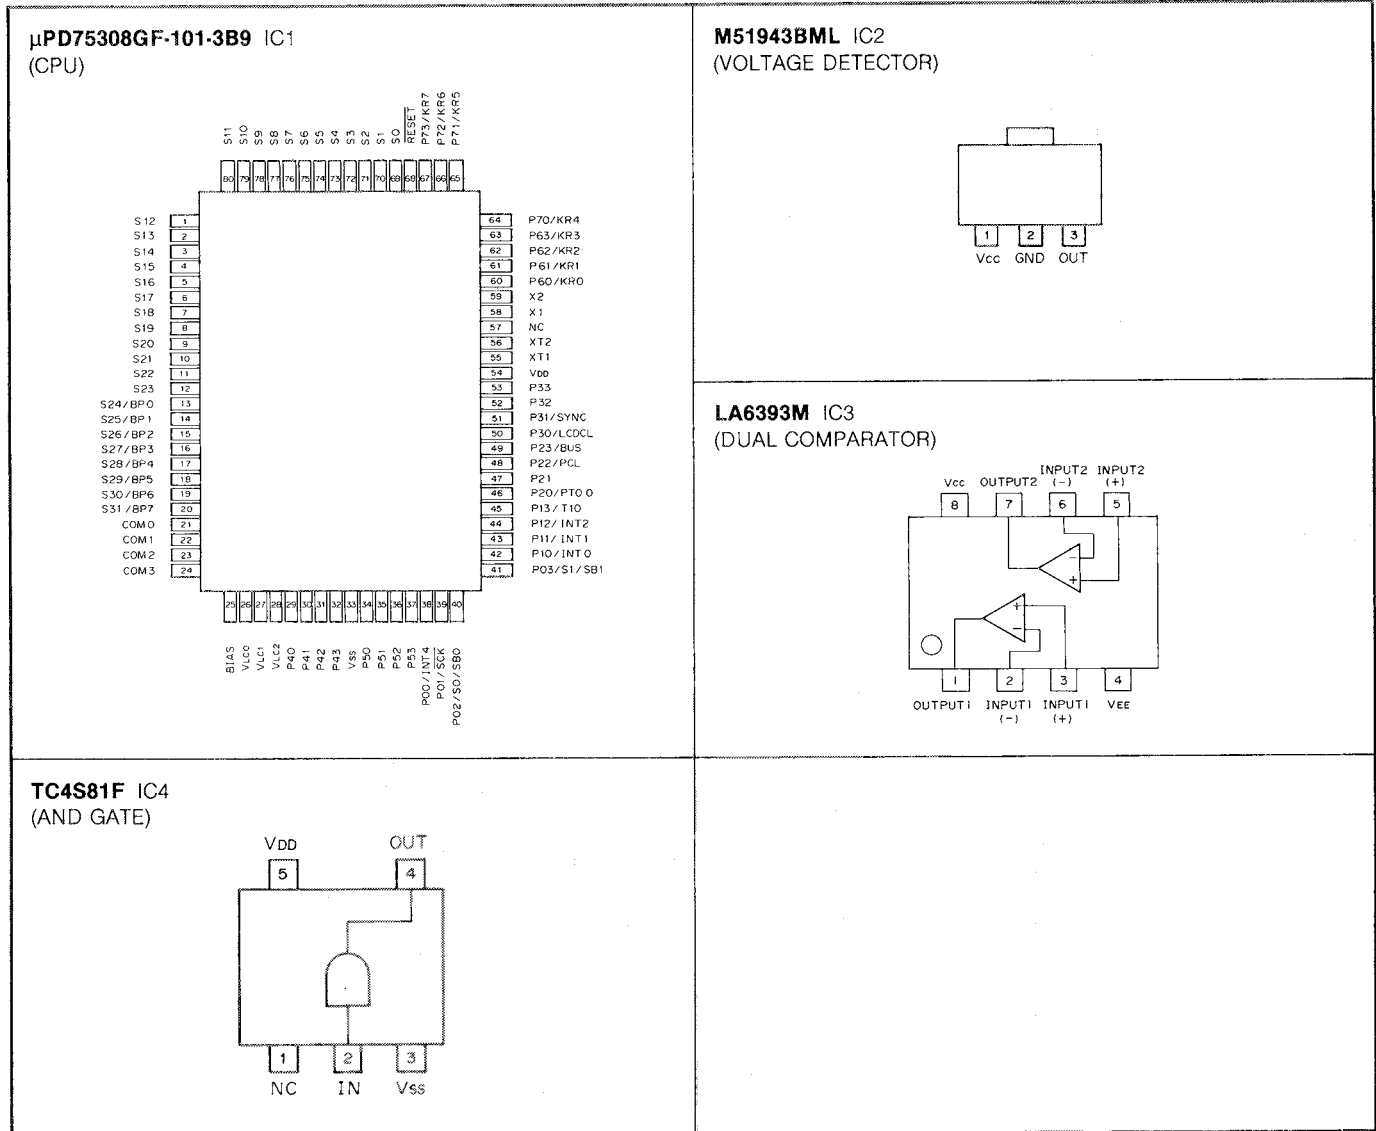 µPD75308GF-101-3B9 IC1
(CPU)
S11
S10
S9
S8
S7
S6
S5
S4
S3
S2
S1
S0
RESET
P73/KR7
P72/KR6
P71/KR5
80 79 78 77 76 75 74 73 72 71 70 69 68 67 66 65
S12 1
S13 2
S14 3
S15 4
S16 5
S17 6
S18 7
S19 8
S20 9
S21 10
S22 11
S23 12
S24/BP0 13
S25/BP1 14
S26/BP2 15
S27/BP3 16
S28/BP4 17
S29/BP5 18
S30/BP6 19
S31/BP7 20
COM0 21
COM1 22
COM2 23
COM3 24
64 P70/KR4
63 P63/KR3
62 P62/KR2
61 P61/KR1
60 P60/KR0
59 X2
58 X1
57 NC
56 XT2
55 XT1
54 VDD
53 P33
52 P32
51 P31/SYNC
50 P30/LCDCL
49 P23/BUS
48 P22/PCL
47 P21
46 P20/PTO0
45 P13/T10
44 P12/INT2
43 P11/INT1
42 P10/INT0
41 P03/S1/SB1
25 26 27 28 29 30 31 32 33 34 35 36 37 38 39 40
BIAS
VLC0
VLC1
VLC2
P40
P41
P42
P43
VSS
P50
P51
P52
P53
P00/INT4
P01/SCK
P02/SO/SB0
M51943BML IC2
(VOLTAGE DETECTOR)
1 2 3
Vcc GND OUT
LA6393M IC3
(DUAL COMPARATOR)
Vcc OUTPUT2 INPUT2 (-) INPUT2 (+)
8 7 6 5
-
+
+
-
1 2 3 4
OUTPUT1 INPUT1 (-) INPUT1 (+) VEE
TC4S81F IC4
(AND GATE)
VDD OUT
5 4
1 2 3
NC IN Vss